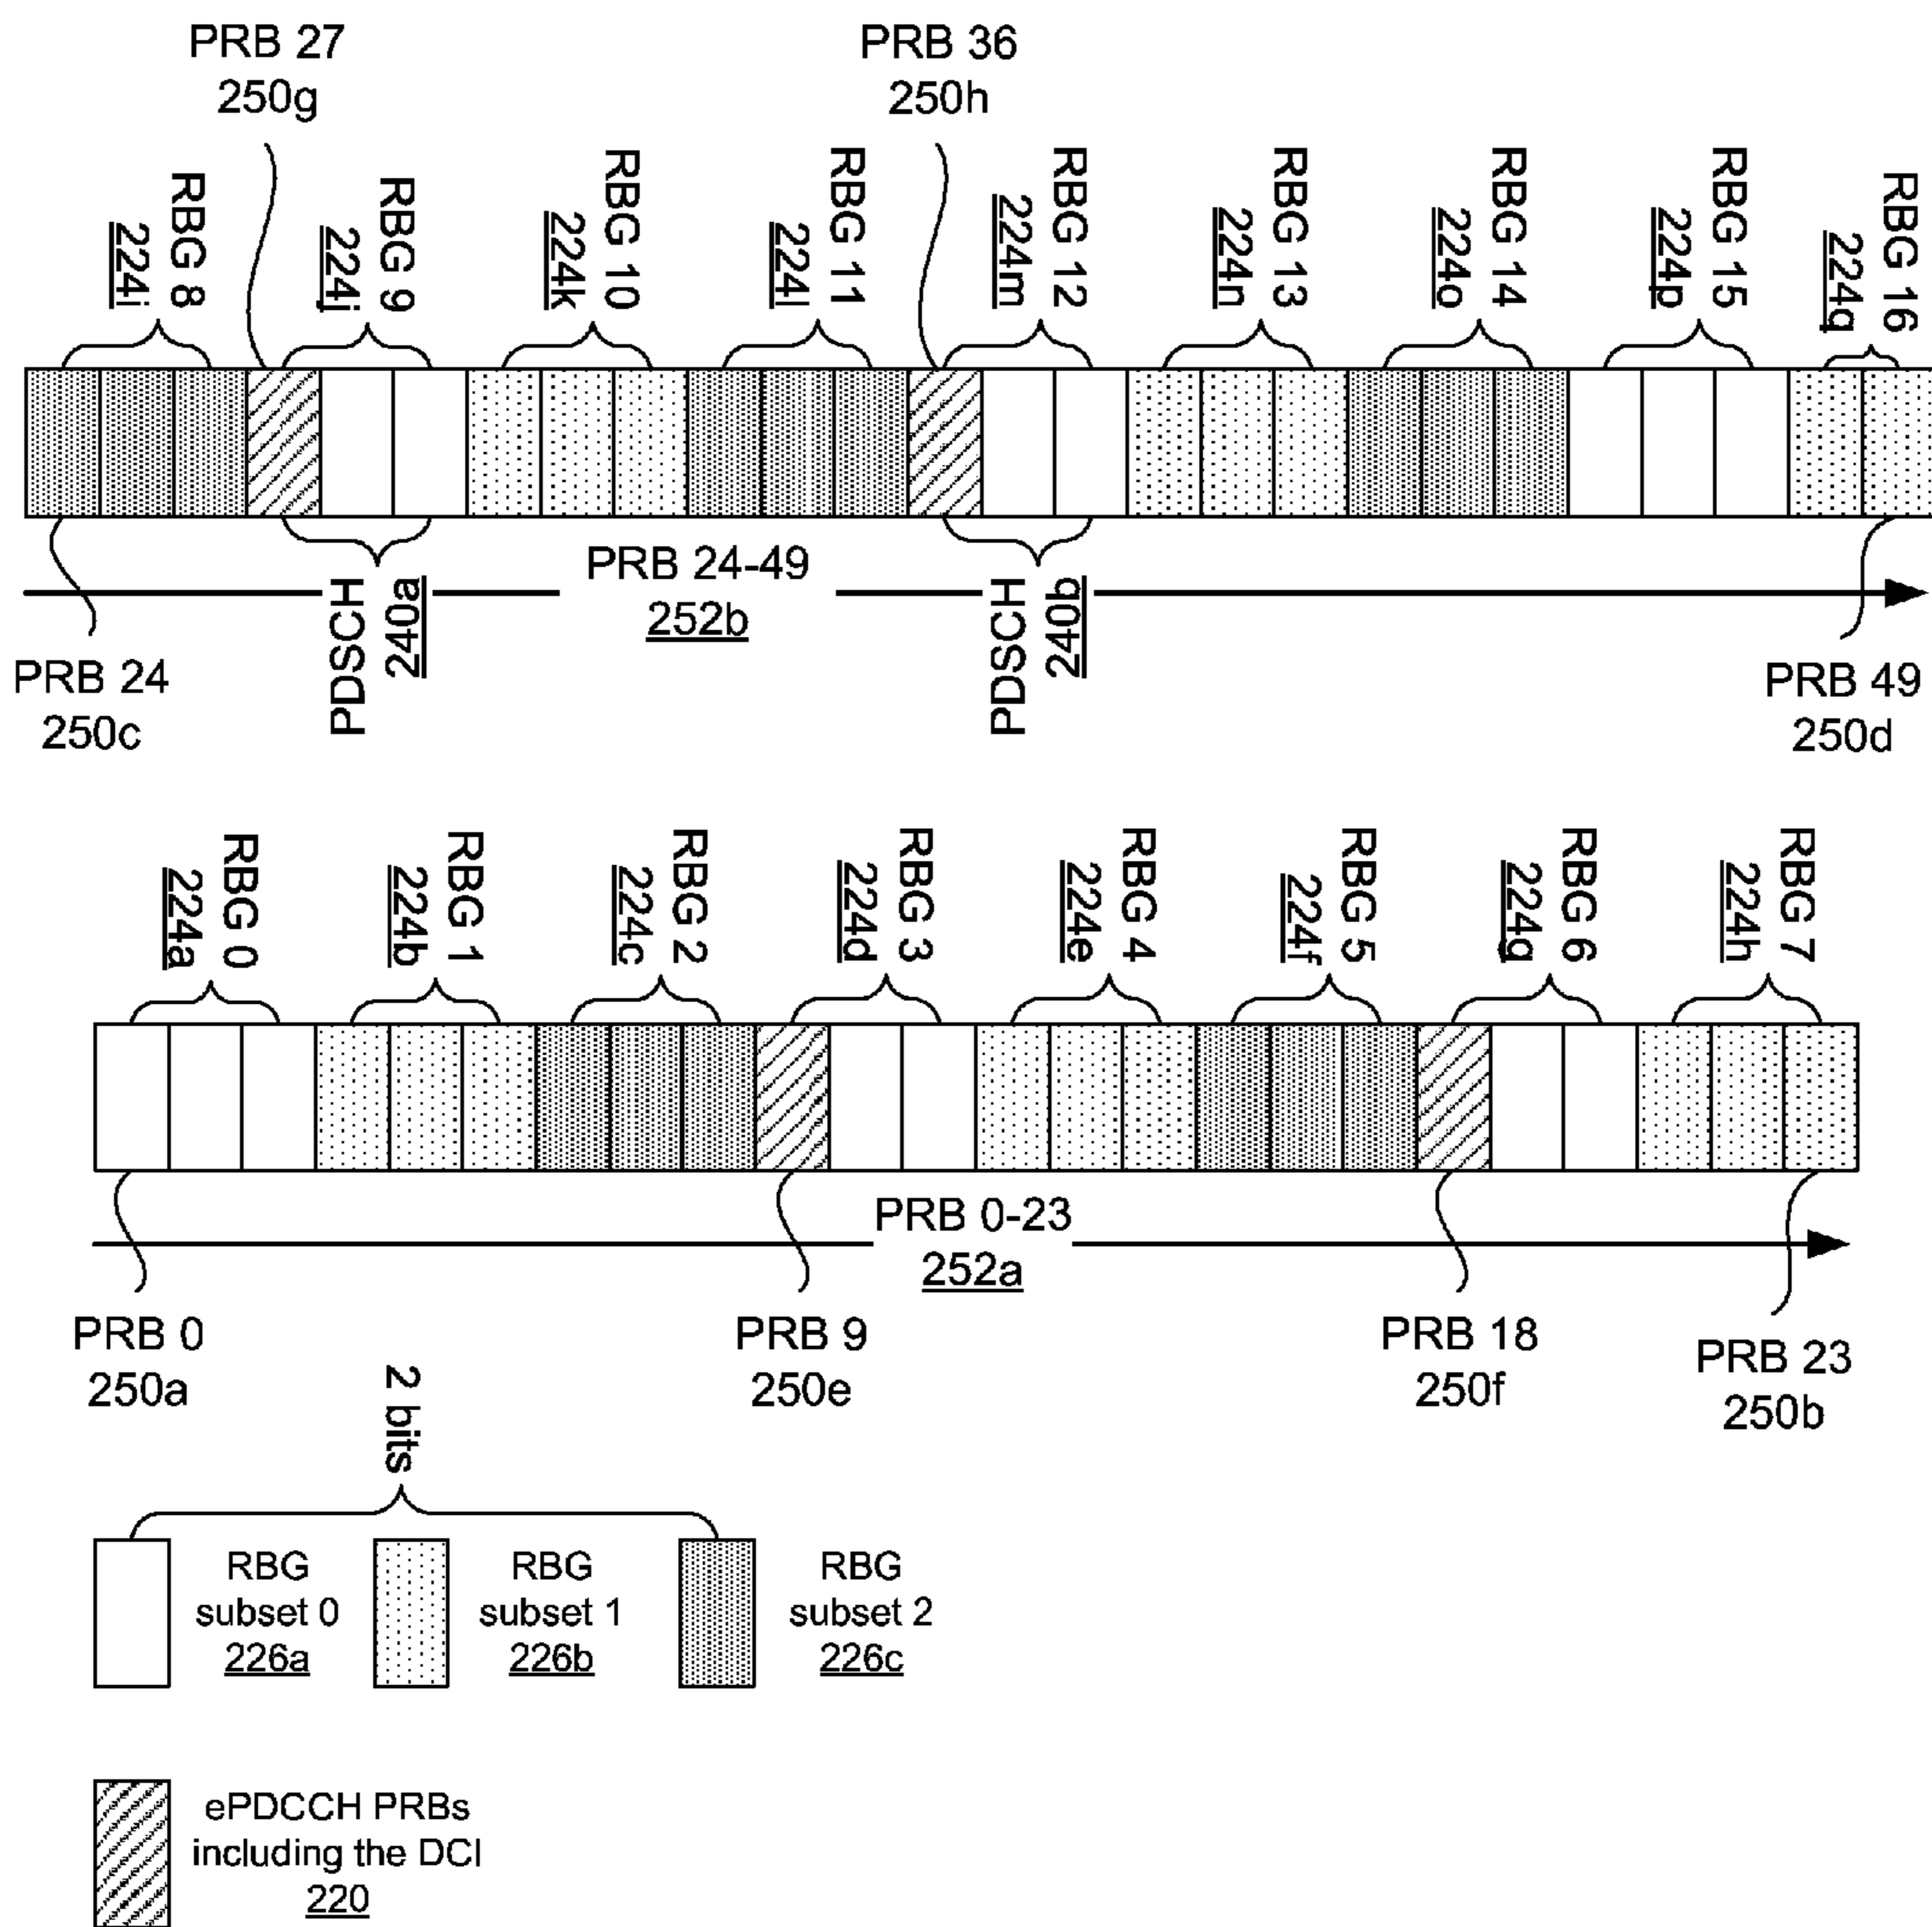 PRB 27
250g
PRB 36
250h
RBG 8
224i
RBG 9
224j
RBG 10
224k
RBG 11
224l
RBG 12
224m
RBG 13
224n
RBG 14
224o
RBG 15
224p
RBG 16
224q
PRB 24
250c
PDSCH
240a
PRB 24-49
252b
PDSCH
240b
PRB 49
250d
RBG 0
224a
RBG 1
224b
RBG 2
224c
RBG 3
224d
RBG 4
224e
RBG 5
224f
RBG 6
224g
RBG 7
224h
PRB 0-23
252a
PRB 0
250a
PRB 9
250e
PRB 18
250f
PRB 23
250b
2 bits
RBG
subset 0
226a
RBG
subset 1
226b
RBG
subset 2
226c
ePDCCH PRBs
including the DCI
220